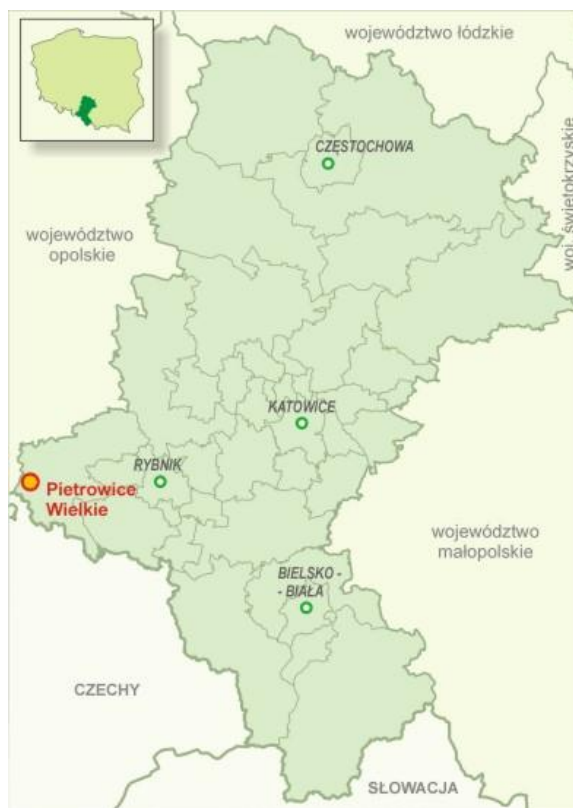 województwo łódzkie
CZĘSTOCHOWA
woj. świętokrzyskie
województwo
opolskie
KATOWICE
RYBNIK
Pietrowice
Wielkie
województwo
małopolskie
BIELSKO -
- BIAŁA
CZECHY
SŁOWACJA